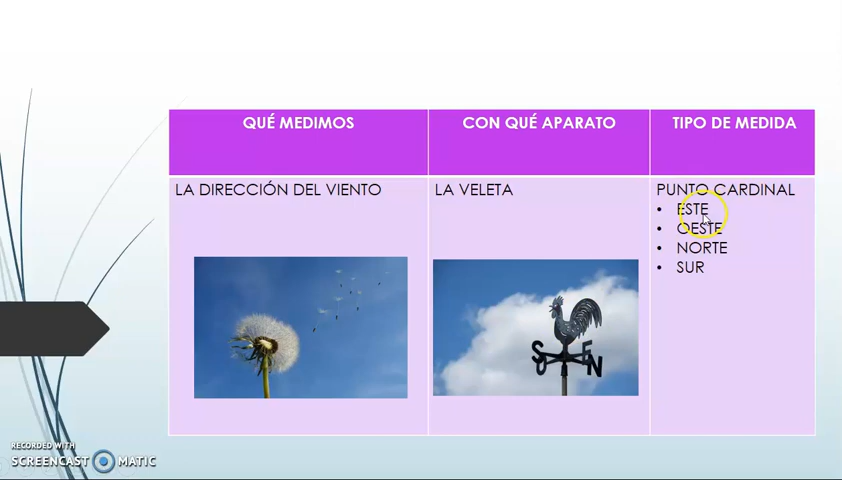 QUÉ MEDIMOS
CON QUÉ APARATO
TIPO DE MEDIDA
LA DIRECCIÓN DEL VIENTO
LA VELETA
PUNTO CARDINAL
• ESTE
• OESTE
• NORTE
• SUR
S
O
E
N
RECORDED WITH
SCREENCAST MATIC